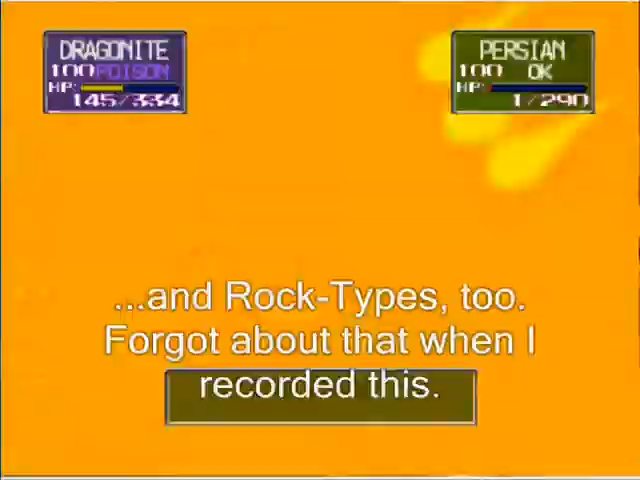 DRAGONITE
100 POISON
HP:
145/334
PERSIAN
100 OK
HP:
1/290
...and Rock-Types, too.
Forgot about that when I
recorded this.